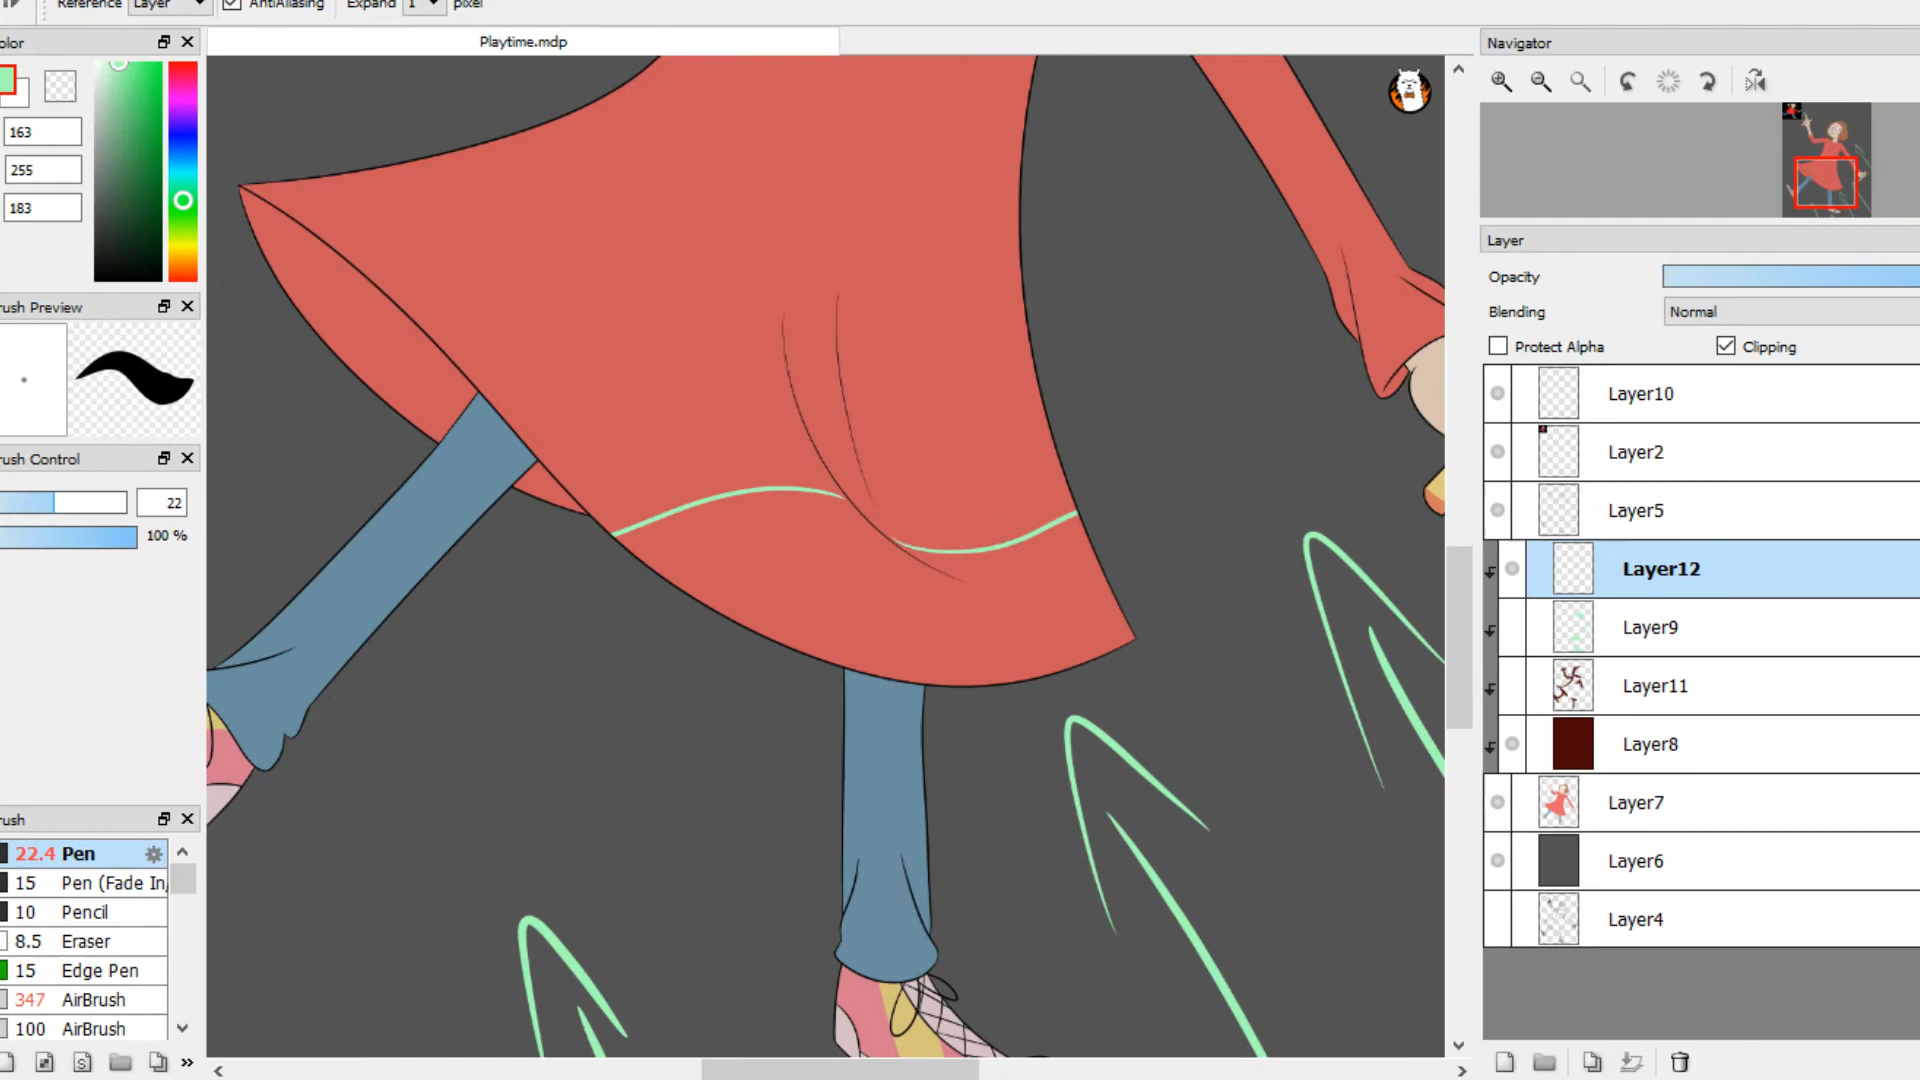 Reference Layer AntiAliasing Expand 1 pixel
olor
Playtime.mdp
Navigator
163
255
183
Layer
Opacity
rush Preview
Blending Normal
Protect Alpha Clipping
Layer10
Layer2
rush Control
22
Layer5
100 %
Layer12
Layer9
Layer11
Layer8
Layer7
rush
22.4 Pen
Layer6
15 Pen (Fade In/
10 Pencil
Layer4
8.5 Eraser
15 Edge Pen
347 AirBrush
100 AirBrush
S